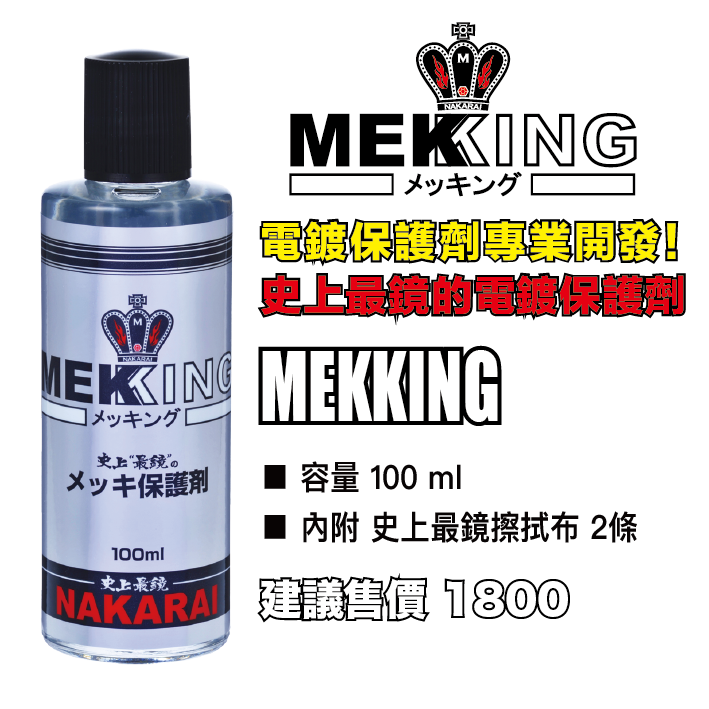 M
NAKARAI
MEKKING
メッキング
電鍍保護劑專業開發!
史上最鏡的電鍍保護劑
MEKKING
■ 容量 100 ml
■ 內附 史上最鏡擦拭布 2條
建議售價 1800
M
NAKARAI
MEKKING
メッキング
史上"最鏡"の
メッキ保護剤
100ml
史上最鏡
NAKARAI